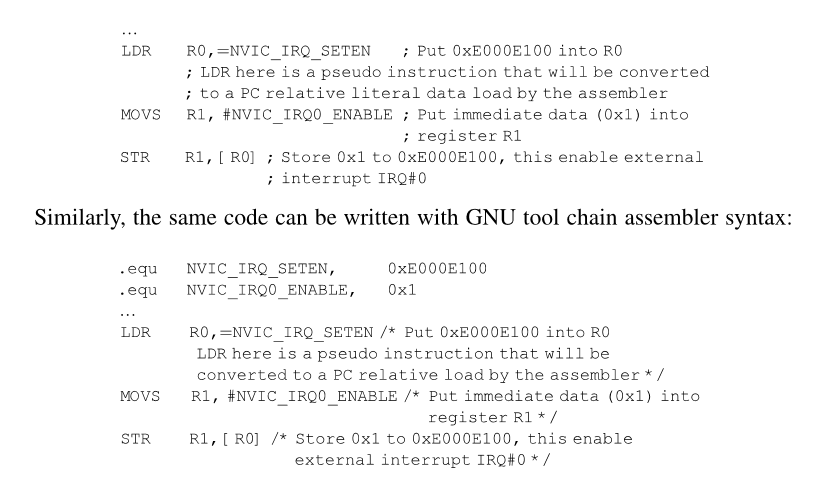 ...
LDR R0,=NVIC_IRQ_SETEN ; Put 0xE000E100 into R0
; LDR here is a pseudo instruction that will be converted
; to a PC relative literal data load by the assembler
MOVS R1, #NVIC_IRQ0_ENABLE ; Put immediate data (0x1) into
; register R1
STR R1,[ R0] ; Store 0x1 to 0xE000E100, this enable external
; interrupt IRQ#0
Similarly, the same code can be written with GNU tool chain assembler syntax:
.equ NVIC_IRQ_SETEN, 0xE000E100
.equ NVIC_IRQ0_ENABLE, 0x1
...
LDR R0,=NVIC_IRQ_SETEN /* Put 0xE000E100 into R0
LDR here is a pseudo instruction that will be
converted to a PC relative load by the assembler * /
MOVS R1, #NVIC_IRQ0_ENABLE /* Put immediate data (0x1) into
register R1 * /
STR R1,[ R0] /* Store 0x1 to 0xE000E100, this enable
external interrupt IRQ#0 * /